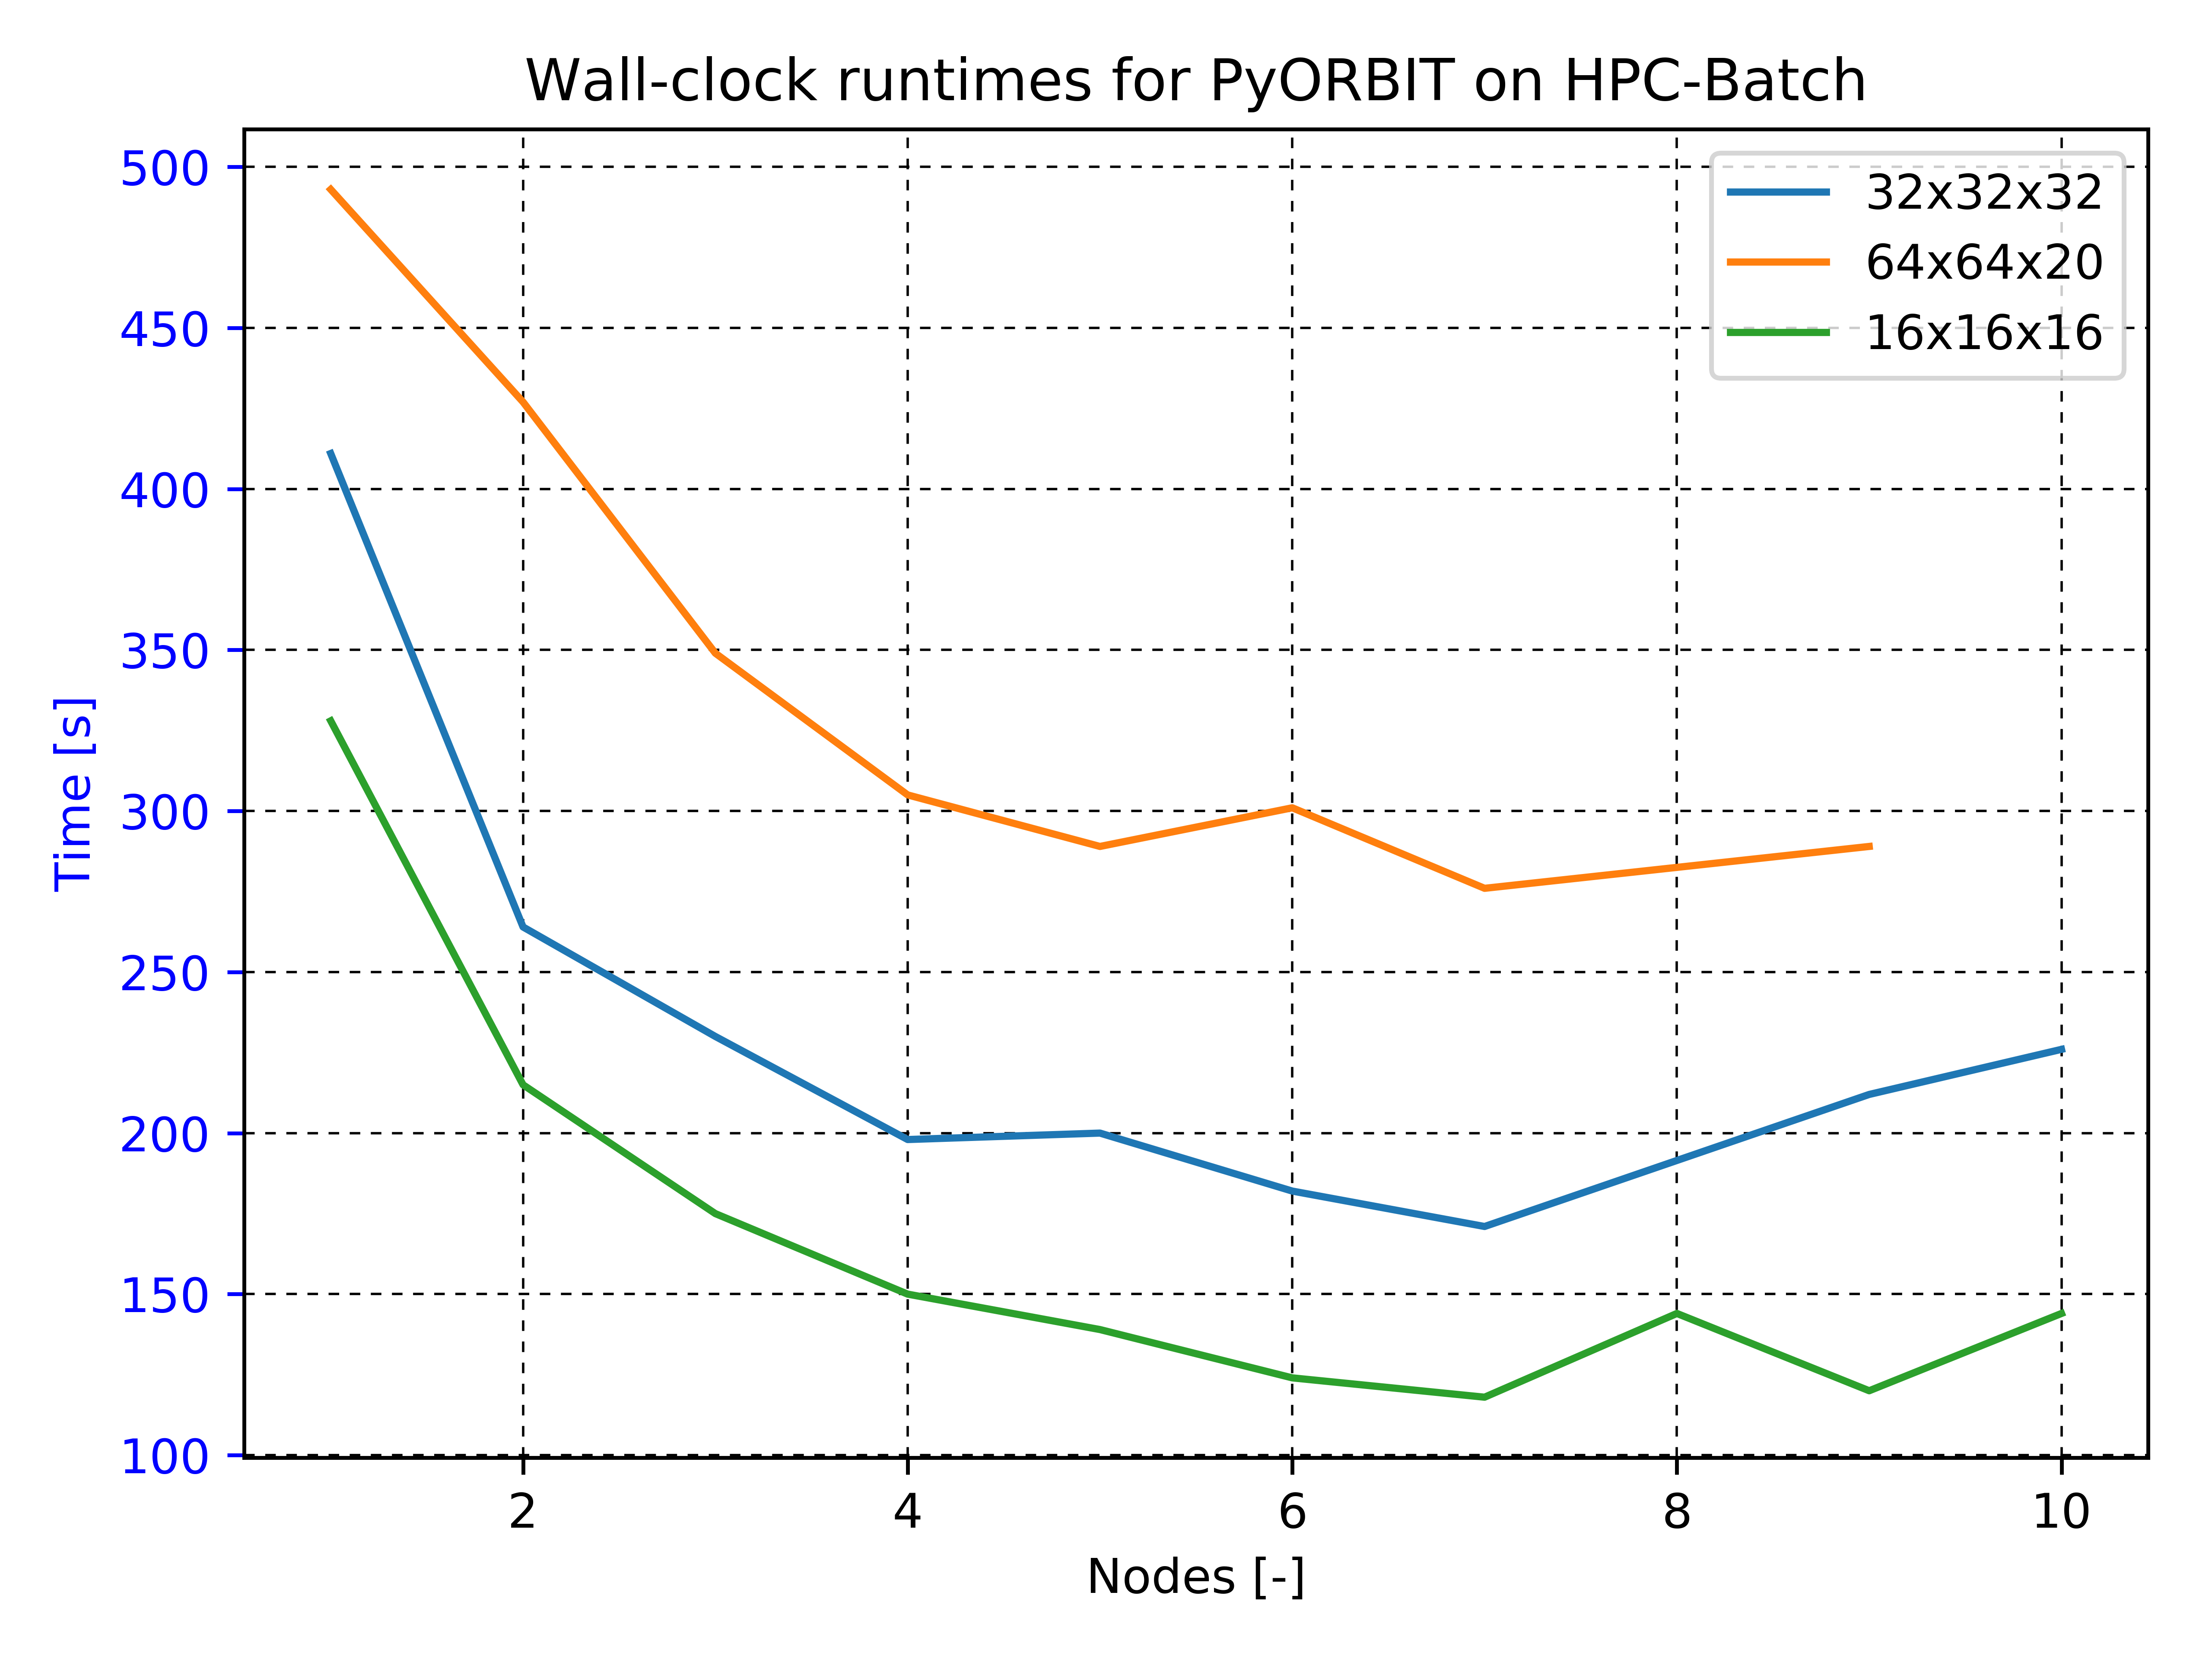 Wall-clock runtimes for PyORBIT on HPC-Batch
32x32x32
64x64x20
16x16x16
Time [s]
500
450
400
350
300
250
200
150
100
2 4 6 8 10
Nodes [-]